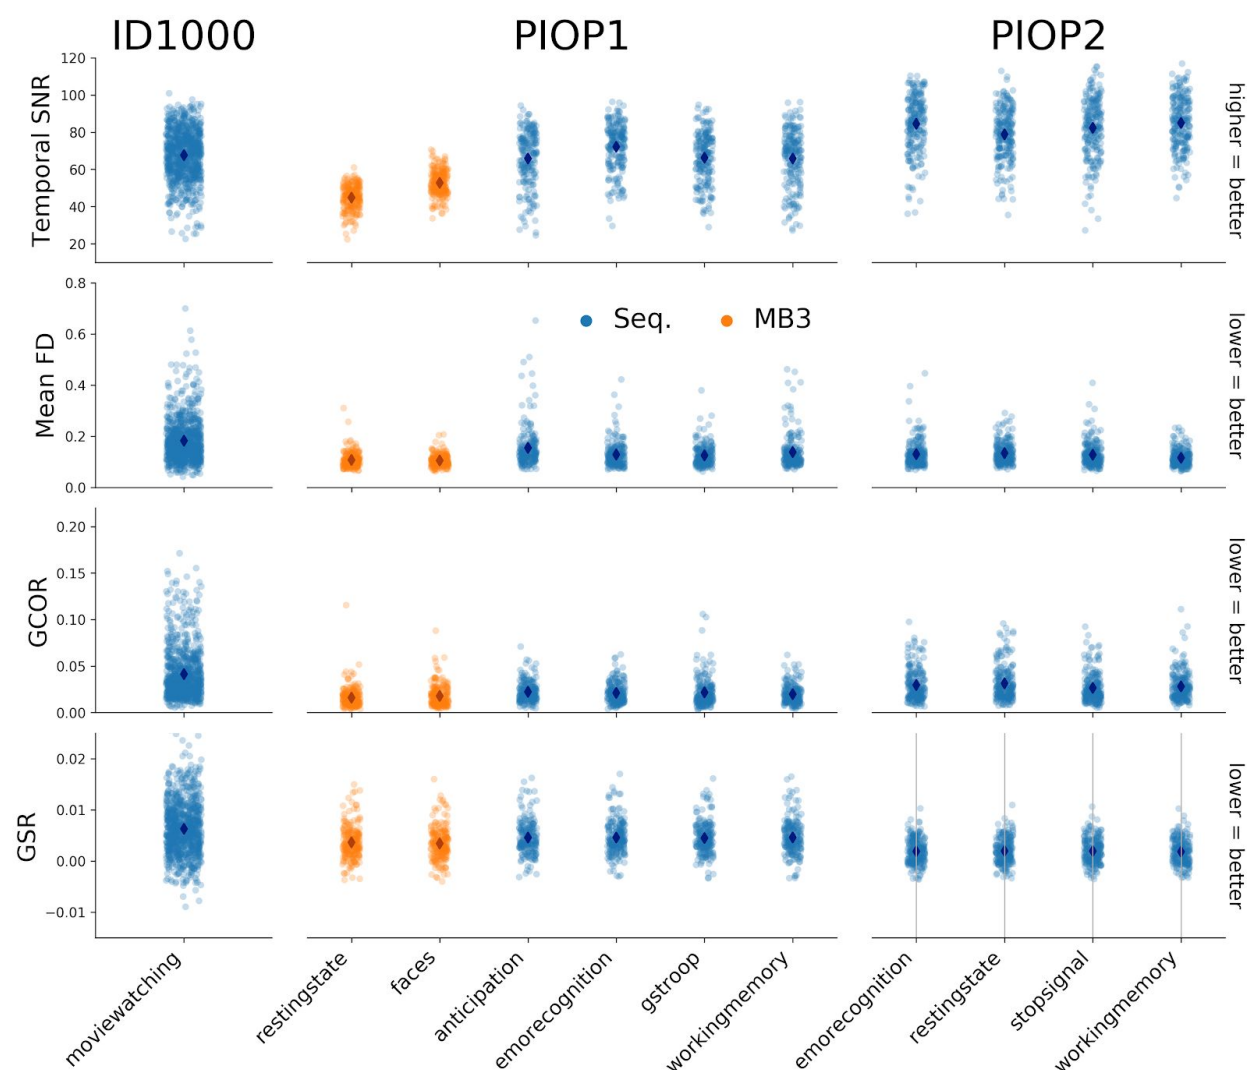 ID1000 PIOP1 PIOP2
Temporal SNR
120
100
80
60
40
20
higher = better
Mean FD
0.8
0.6
0.4
0.2
0.0
Seq. MB3
lower = better
GCOR
0.20
0.15
0.10
0.05
0.00
lower = better
GSR
0.02
0.01
0.00
−0.01
lower = better
moviewatching
restingstate
faces
anticipation
emorecognition
gstroop
workingmemory
emorecognition
restingstate
stopsignal
workingmemory